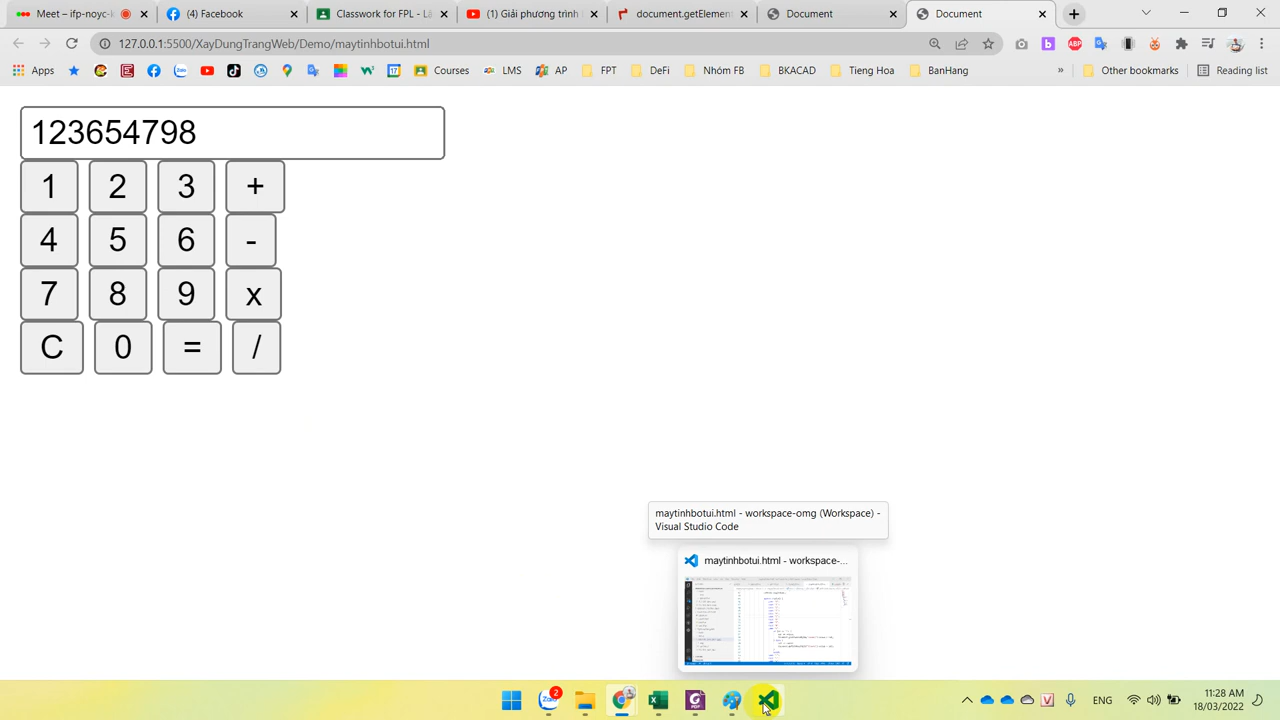 Meet – ifp-noyc-k
(4) Facebook
Classwork for FPL - Lậ
(1) Giải phương trình
document.getElement
Document
Document
127.0.0.1:5500/XayDungTrangWeb/Demo/maytinhbotui.html
Apps
Courses
LMS
AP
FPT
DeFi
Nhóm FB
BKACAD
Tieng Hoa
BanHang
»
Other bookmarks
Reading list
123654798
1 2 3 +
4 5 6 -
7 8 9 x
C 0 = /
maytinhbotui.html - workspace-omg (Workspace) -
Visual Studio Code
maytinhbotui.html - workspace-...
Zalo
2
ENG
11:28 AM
18/03/2022